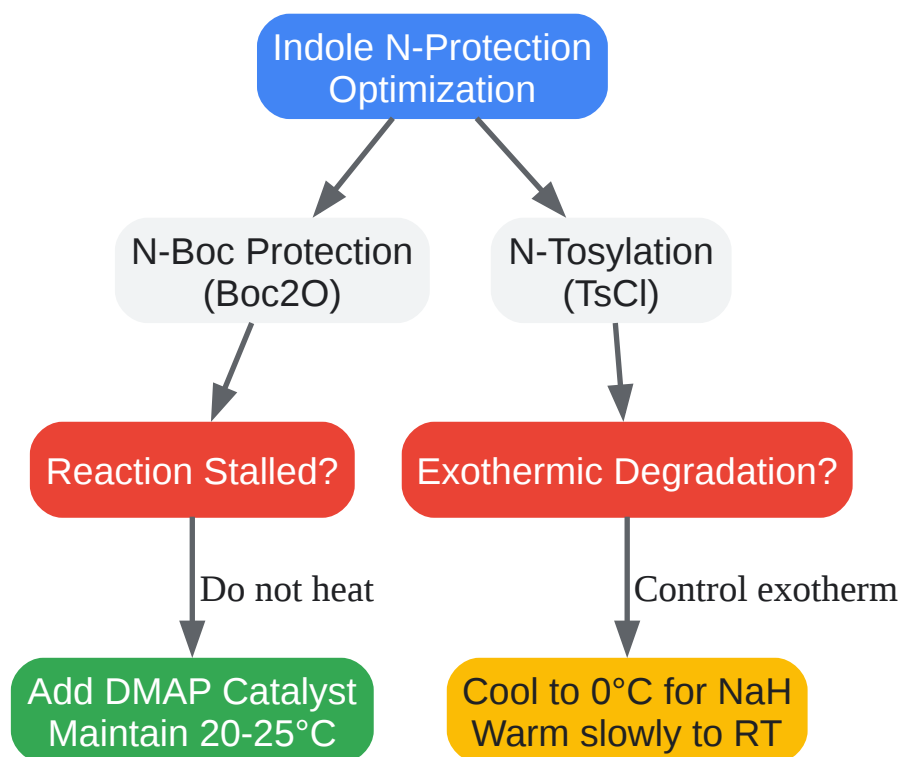 Indole N-Protection
Optimization
N-Boc Protection
(Boc2O)
N-Tosylation
(TsCl)
Reaction Stalled?
Exothermic Degradation?
Do not heat
Control exotherm
Add DMAP Catalyst
Maintain 20-25°C
Cool to 0°C for NaH
Warm slowly to RT